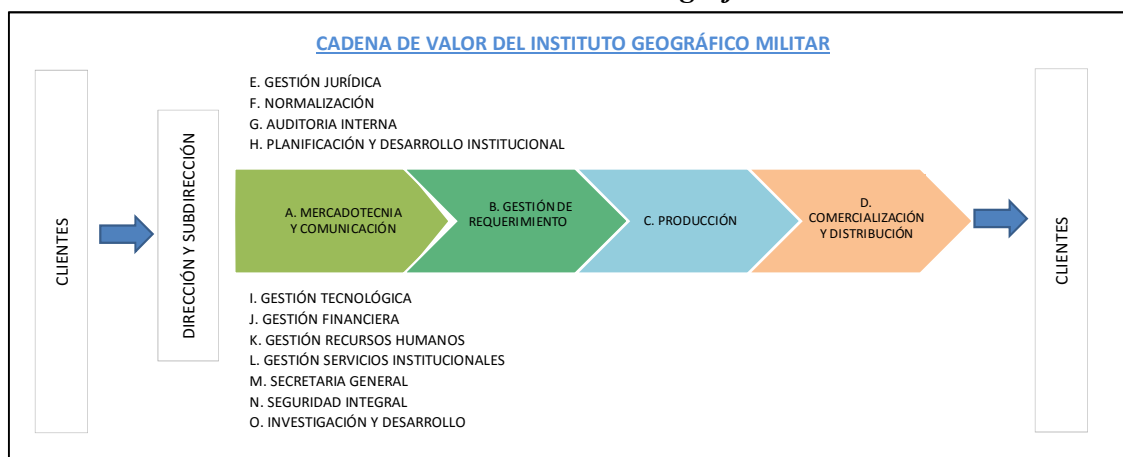 CADENA DE VALOR DEL INSTITUTO GEOGRÁFICO MILITAR
CLIENTES
DIRECCIÓN Y SUBDIRECCIÓN
E. GESTIÓN JURÍDICA
F. NORMALIZACIÓN
G. AUDITORIA INTERNA
H. PLANIFICACIÓN Y DESARROLLO INSTITUCIONAL
A. MERCADOTECNIA
Y COMUNICACIÓN
B. GESTIÓN DE
REQUERIMIENTO
C. PRODUCCIÓN
D.
COMERCIALIZACIÓN
Y DISTRIBUCIÓN
I. GESTIÓN TECNOLÓGICA
J. GESTIÓN FINANCIERA
K. GESTIÓN RECURSOS HUMANOS
L. GESTIÓN SERVICIOS INSTITUCIONALES
M. SECRETARIA GENERAL
N. SEGURIDAD INTEGRAL
O. INVESTIGACIÓN Y DESARROLLO
CLIENTES